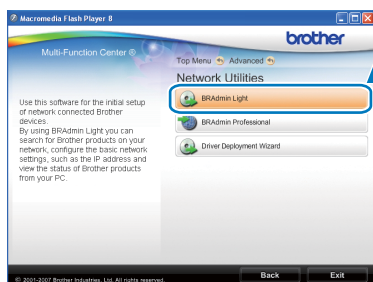 Macromedia Flash Player 8
brother
Multi-Function Center ®
Top Menu Advanced
Network Utilities
Use this software for the initial setup
of network connected Brother
devices.
By using BRAdmin Light you can
search for Brother products on your
network, configure the basic network
settings, such as the IP address and
view the status of Brother products
from your PC.
BRAdmin Light
BRAdmin Professional
Driver Deployment Wizard
© 2001-2007 Brother Industries, Ltd. All rights reserved.
Back
Exit